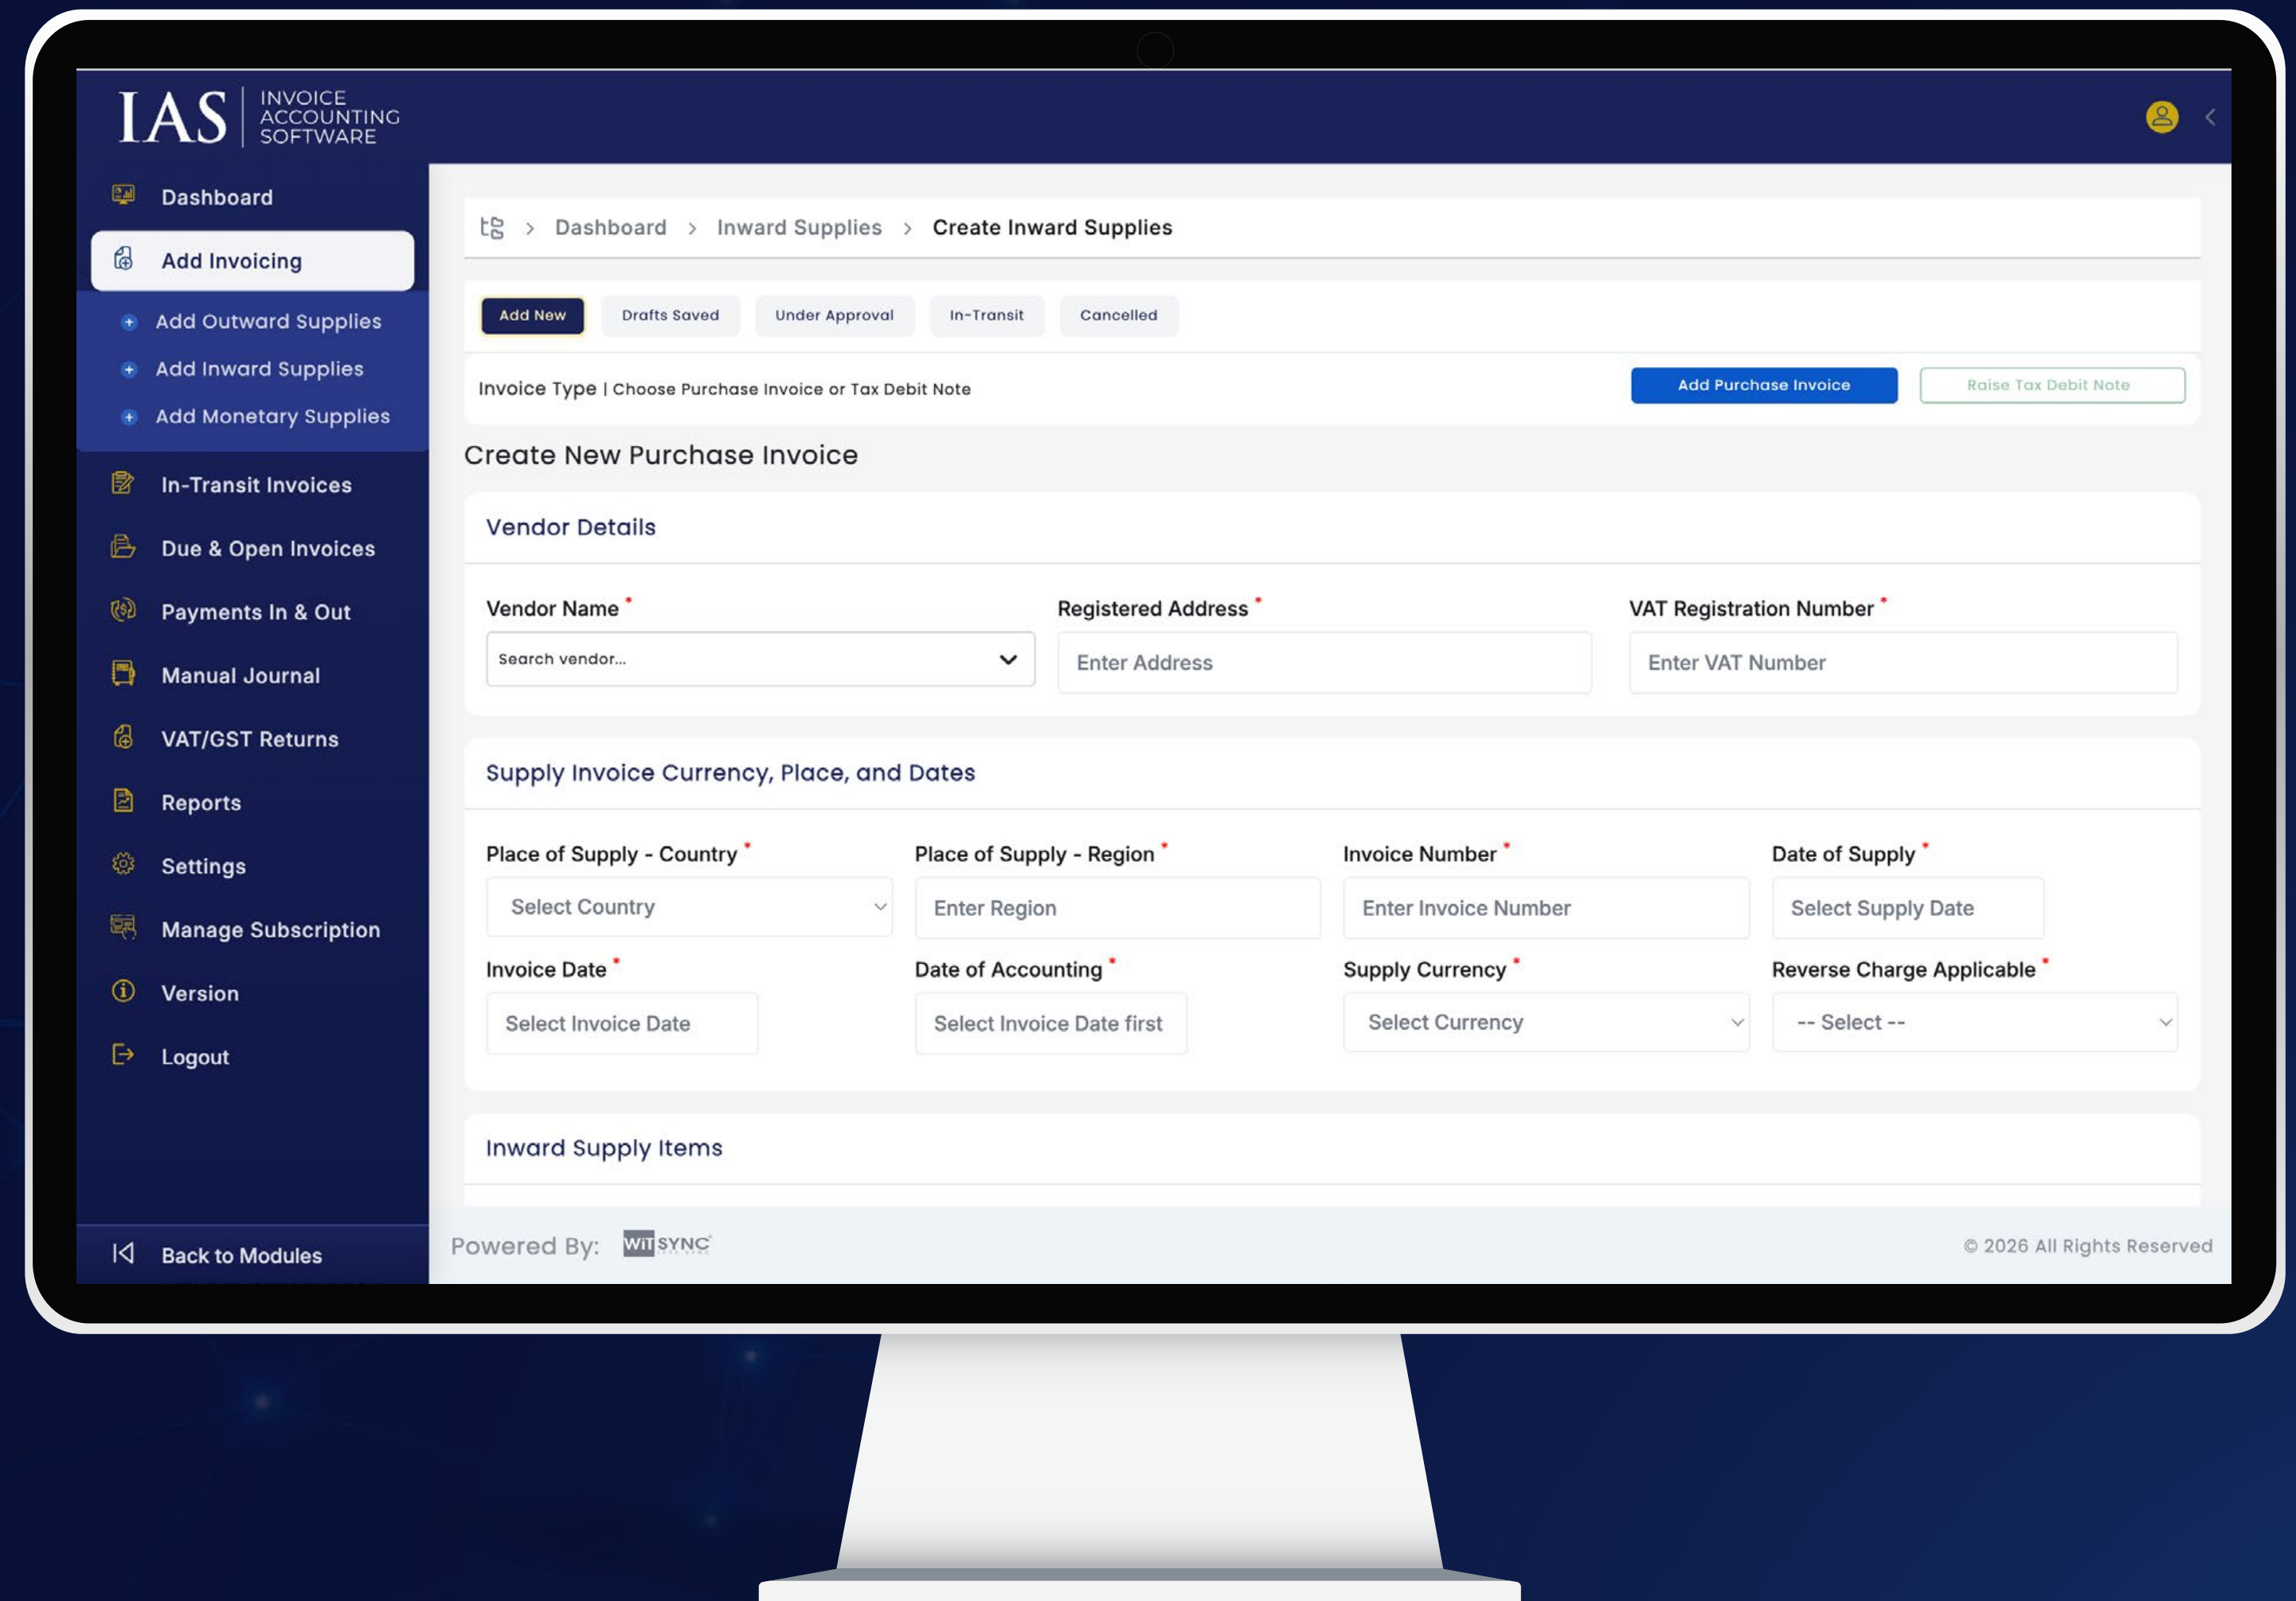 IAS
INVOICE
ACCOUNTING
SOFTWARE
Dashboard
Add Invoicing
Add Outward Supplies
Add Inward Supplies
Add Monetary Supplies
In-Transit Invoices
Due & Open Invoices
Payments In & Out
Manual Journal
VAT/GST Returns
Reports
Settings
Manage Subscription
Version
Logout
Back to Modules
> Dashboard > Inward Supplies > Create Inward Supplies
Add New Drafts Saved Under Approval In-Transit Cancelled
Invoice Type | Choose Purchase Invoice or Tax Debit Note Add Purchase Invoice Raise Tax Debit Note
Create New Purchase Invoice
Vendor Details
Vendor Name * Registered Address * VAT Registration Number *
Search vendor... Enter Address Enter VAT Number
Supply Invoice Currency, Place, and Dates
Place of Supply - Country * Place of Supply - Region * Invoice Number * Date of Supply *
Select Country Enter Region Enter Invoice Number Select Supply Date
Invoice Date * Date of Accounting * Supply Currency * Reverse Charge Applicable *
Select Invoice Date Select Invoice Date first Select Currency -- Select --
Inward Supply Items
Powered By: WiTSYNC © 2026 All Rights Reserved